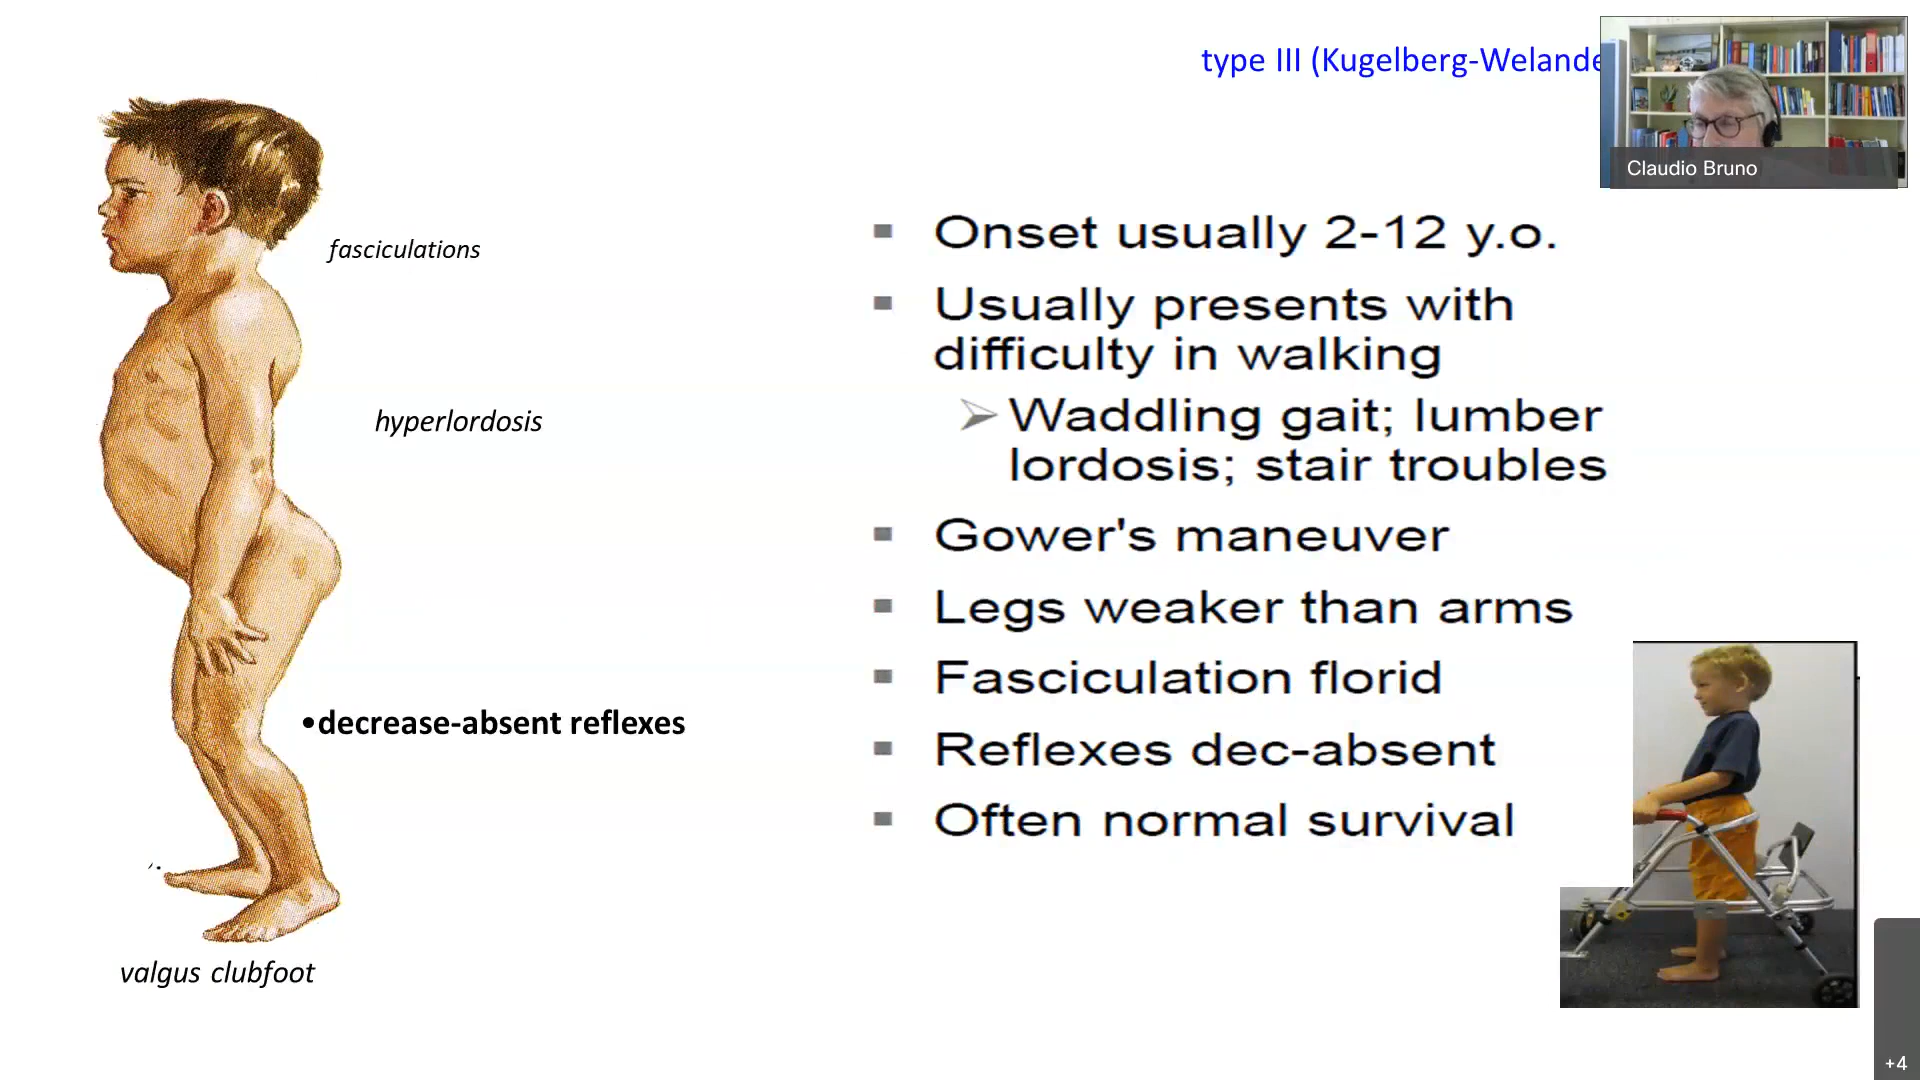 type III (Kugelberg-Welande
Claudio Bruno
fasciculations
hyperlordosis
•decrease-absent reflexes
valgus clubfoot
▪ Onset usually 2-12 y.o.
▪ Usually presents with
difficulty in walking
➢ Waddling gait; lumber
lordosis; stair troubles
▪ Gower's maneuver
▪ Legs weaker than arms
▪ Fasciculation florid
▪ Reflexes dec-absent
▪ Often normal survival
+4